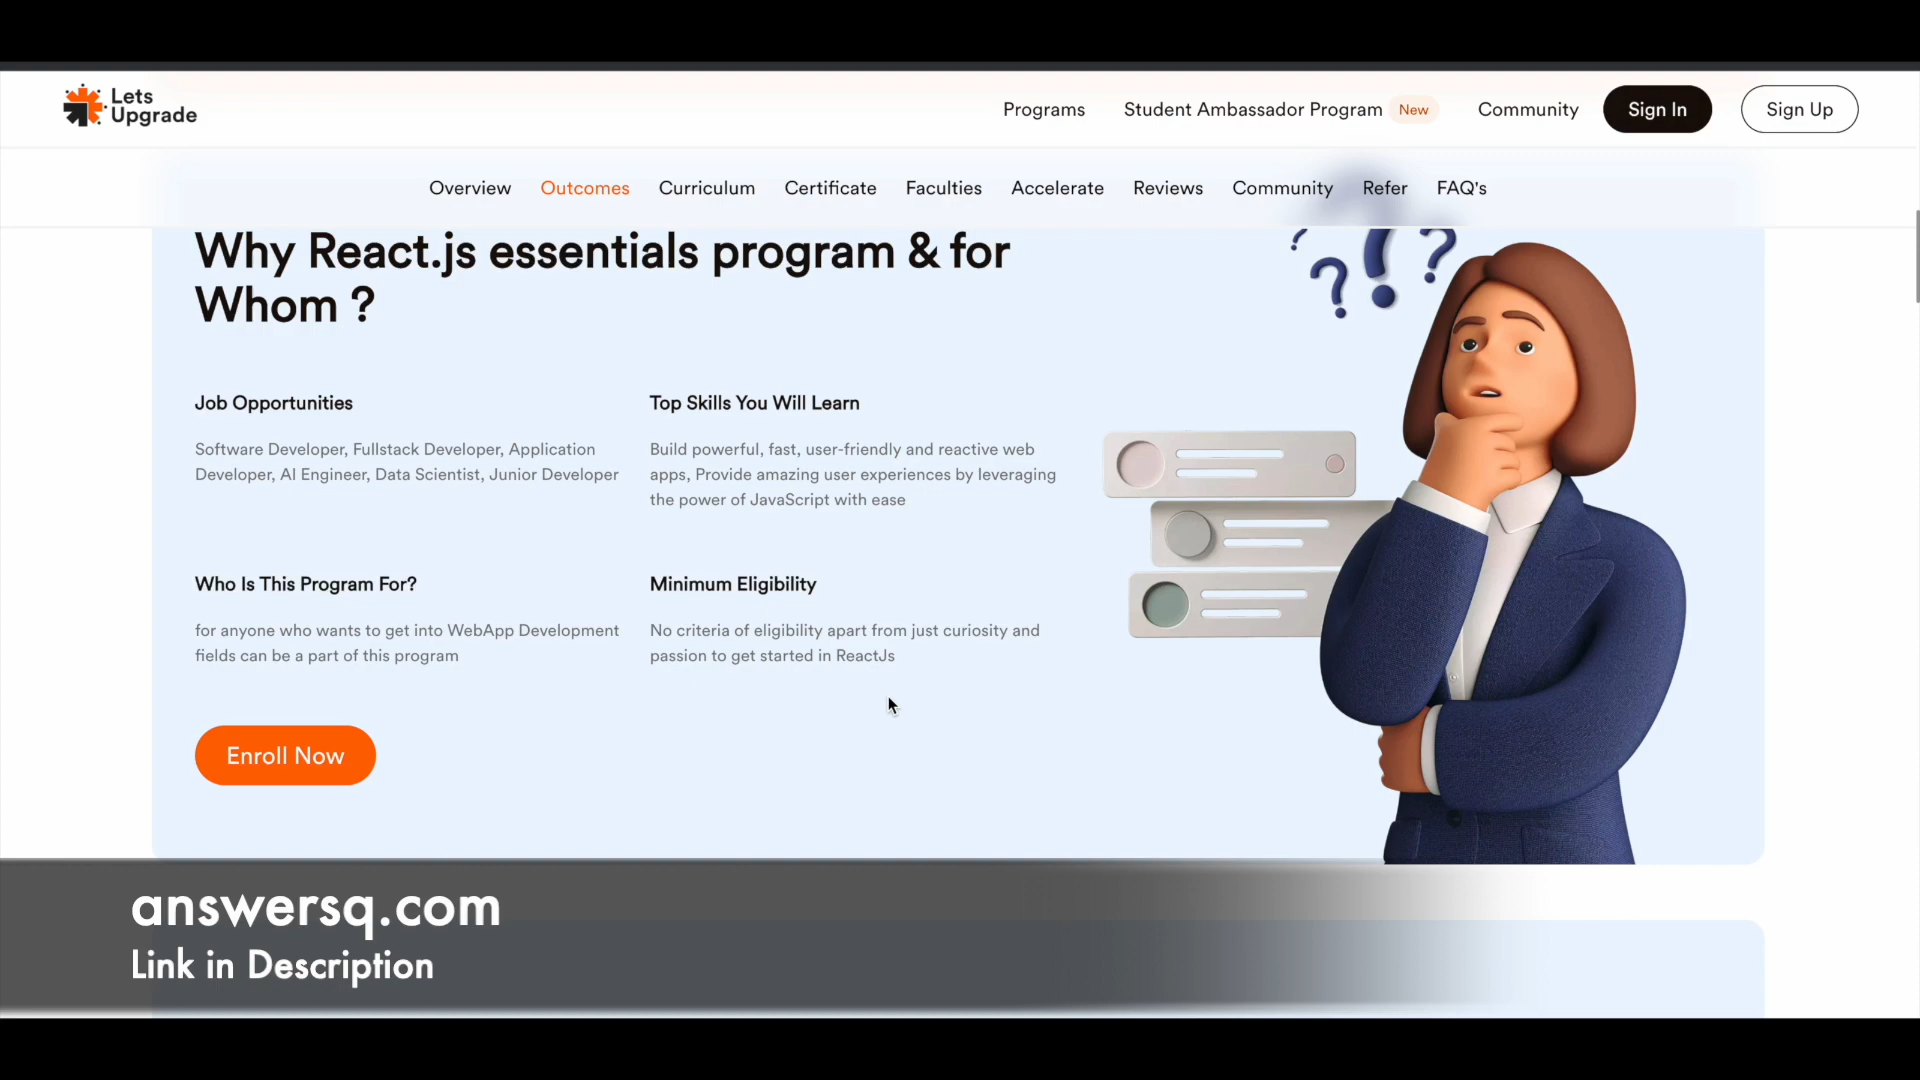 Lets
Upgrade
Programs
Student Ambassador Program New
Community
Sign In
Sign Up
Overview
Outcomes
Curriculum
Certificate
Faculties
Accelerate
Reviews
Community
Refer
FAQ's
Why React.js essentials program & for
Whom ?
Job Opportunities
Software Developer, Fullstack Developer, Application
Developer, AI Engineer, Data Scientist, Junior Developer
Top Skills You Will Learn
Build powerful, fast, user-friendly and reactive web
apps, Provide amazing user experiences by leveraging
the power of JavaScript with ease
Who Is This Program For?
for anyone who wants to get into WebApp Development
fields can be a part of this program
Minimum Eligibility
No criteria of eligibility apart from just curiosity and
passion to get started in ReactJs
Enroll Now
answersq.com
Link in Description